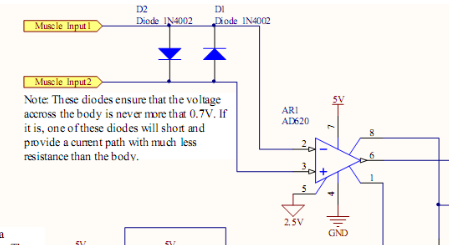 D2
Diode 1N4002
D1
Diode 1N4002
Muscle Input1
Muscle Input2
Note: These diodes ensure that the voltage
accross the body is never more that 0.7V. If
it is, one of these diodes will short and
provide a current path with much less
resistance than the body.
AR1
AD620
5V
7
8
2
6
3
1
5
4
2.5V
GND
a
5V
5V